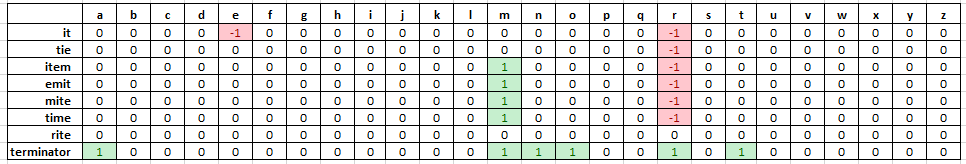 a b c d e f g h i j k l m n o p q r s t u v w x y z
it 0 0 0 0 -1 0 0 0 0 0 0 0 0 0 0 0 0 -1 0 0 0 0 0 0 0 0
tie 0 0 0 0 0 0 0 0 0 0 0 0 0 0 0 0 0 -1 0 0 0 0 0 0 0 0
item 0 0 0 0 0 0 0 0 0 0 0 0 1 0 0 0 0 -1 0 0 0 0 0 0 0 0
emit 0 0 0 0 0 0 0 0 0 0 0 0 1 0 0 0 0 -1 0 0 0 0 0 0 0 0
mite 0 0 0 0 0 0 0 0 0 0 0 0 1 0 0 0 0 -1 0 0 0 0 0 0 0 0
time 0 0 0 0 0 0 0 0 0 0 0 0 1 0 0 0 0 -1 0 0 0 0 0 0 0 0
rite 0 0 0 0 0 0 0 0 0 0 0 0 0 0 0 0 0 0 0 0 0 0 0 0 0 0
terminator 1 0 0 0 0 0 0 0 0 0 0 0 1 1 1 0 0 1 0 1 0 0 0 0 0 0